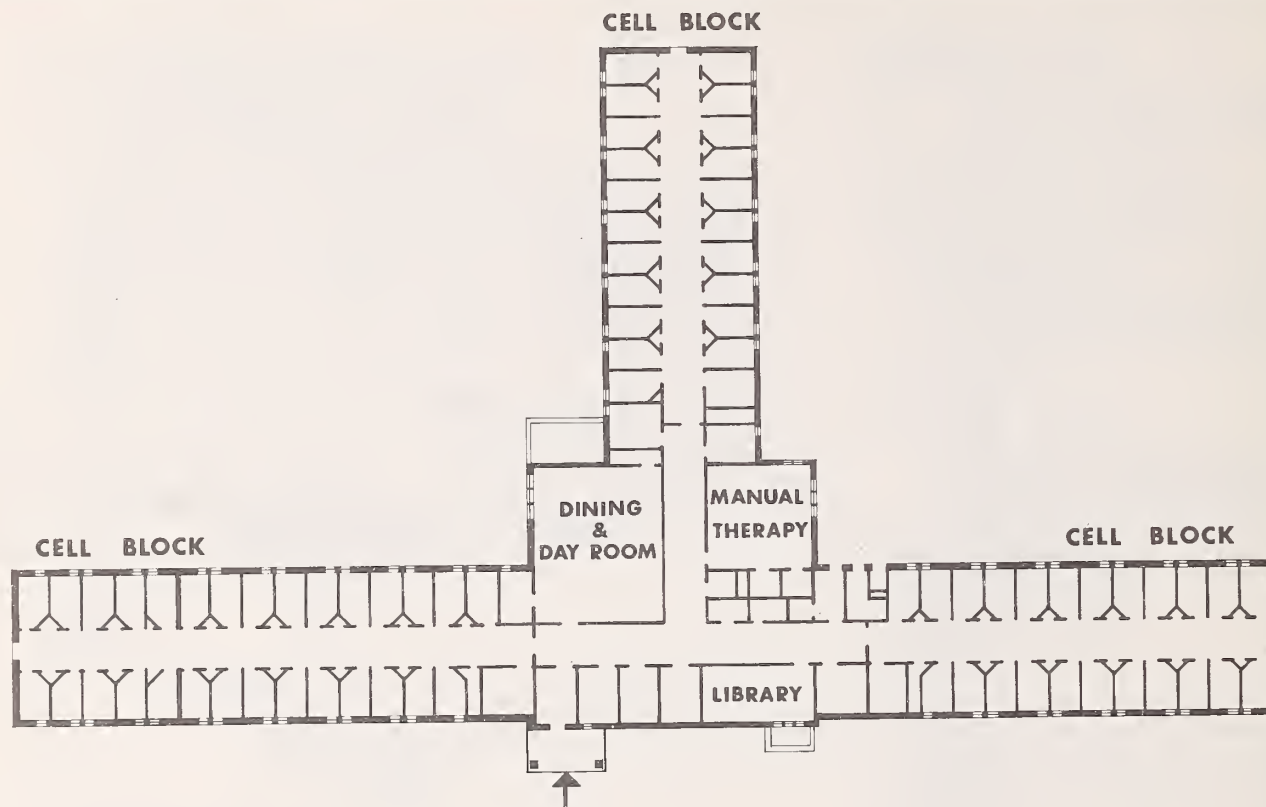 CELL BLOCK
DINING
&
DAY ROOM
MANUAL
THERAPY
CELL BLOCK
CELL BLOCK
LIBRARY